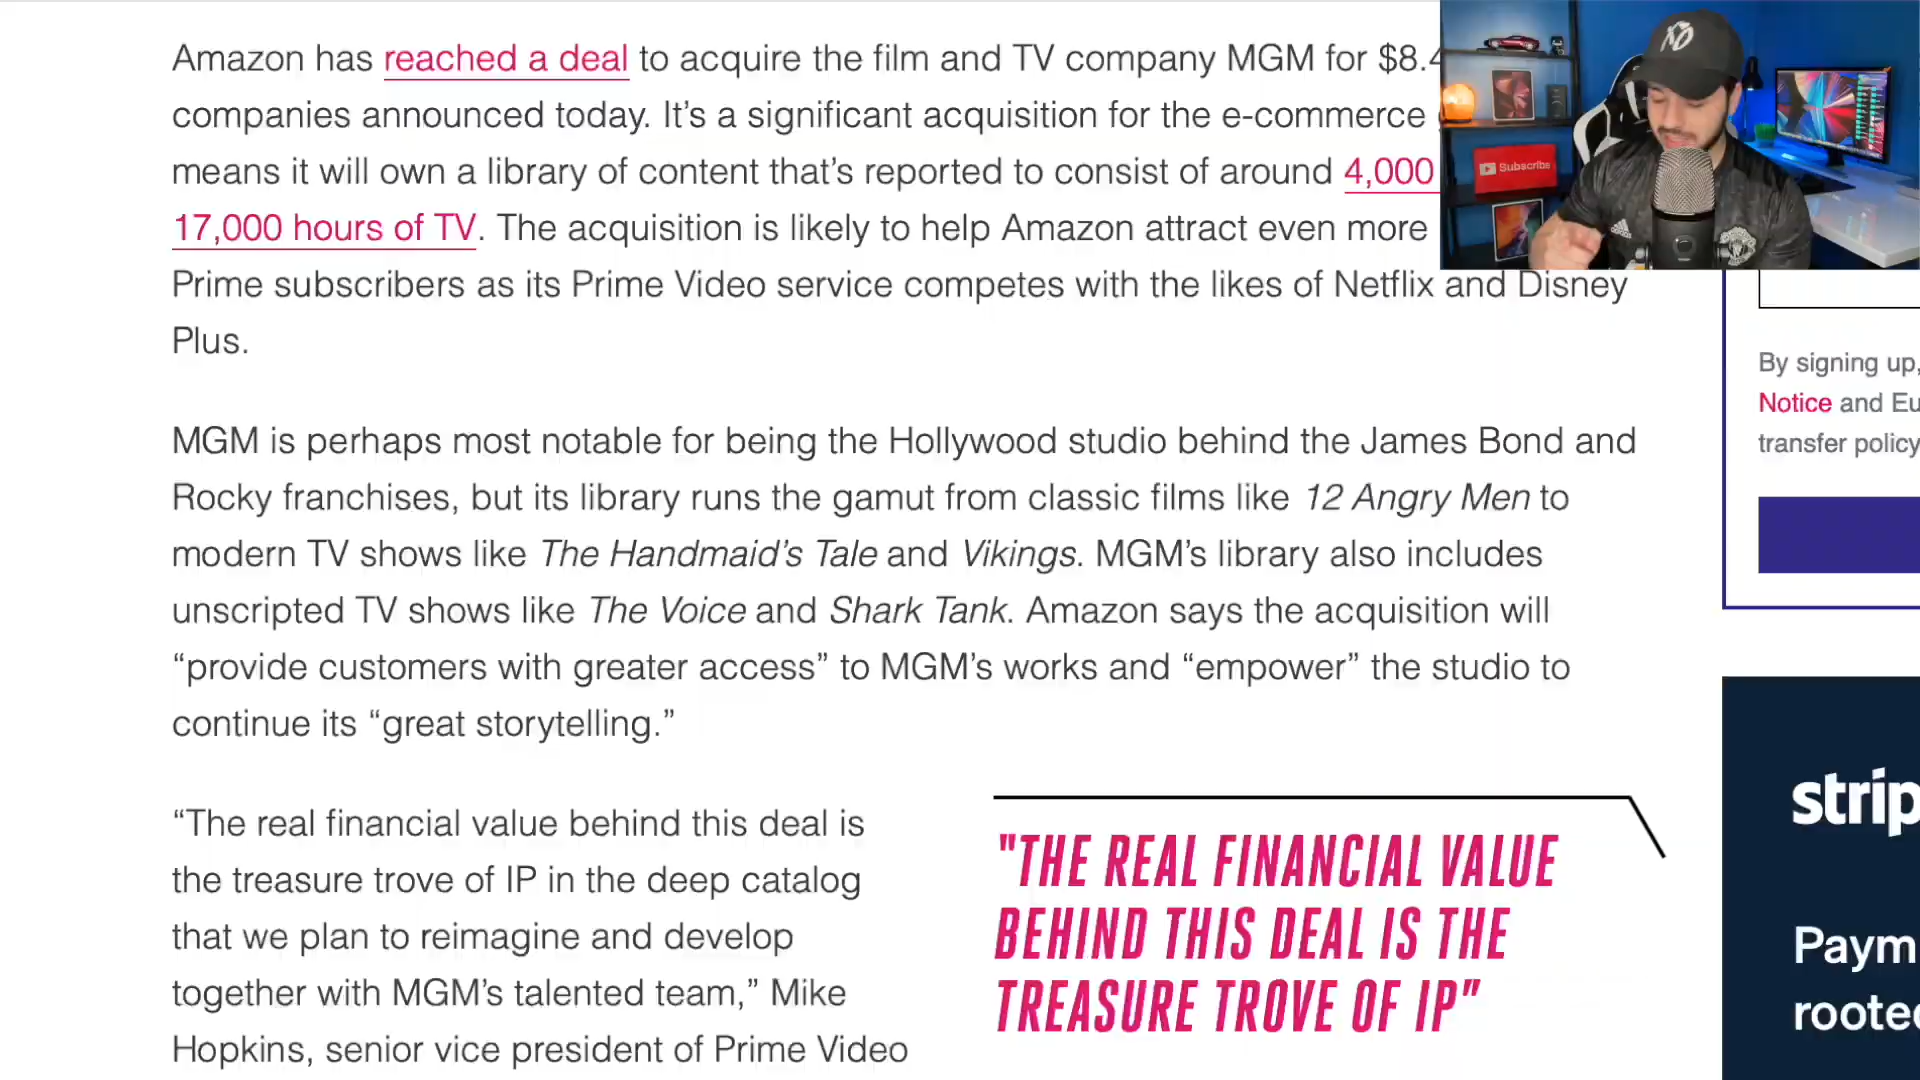 Amazon has reached a deal to acquire the film and TV company MGM for $8.4
companies announced today. It’s a significant acquisition for the e-commerce
means it will own a library of content that’s reported to consist of around 4,000
17,000 hours of TV. The acquisition is likely to help Amazon attract even more
Prime subscribers as its Prime Video service competes with the likes of Netflix and Disney
Plus.
MGM is perhaps most notable for being the Hollywood studio behind the James Bond and
Rocky franchises, but its library runs the gamut from classic films like 12 Angry Men to
modern TV shows like The Handmaid’s Tale and Vikings. MGM’s library also includes
unscripted TV shows like The Voice and Shark Tank. Amazon says the acquisition will
“provide customers with greater access” to MGM’s works and “empower” the studio to
continue its “great storytelling.”
“The real financial value behind this deal is
the treasure trove of IP in the deep catalog
that we plan to reimagine and develop
together with MGM’s talented team,” Mike
Hopkins, senior vice president of Prime Video
"THE REAL FINANCIAL VALUE
BEHIND THIS DEAL IS THE
TREASURE TROVE OF IP"
Subscribe
XO
adidas
By signing up,
Notice and Eu
transfer policy
strip
Paym
roote